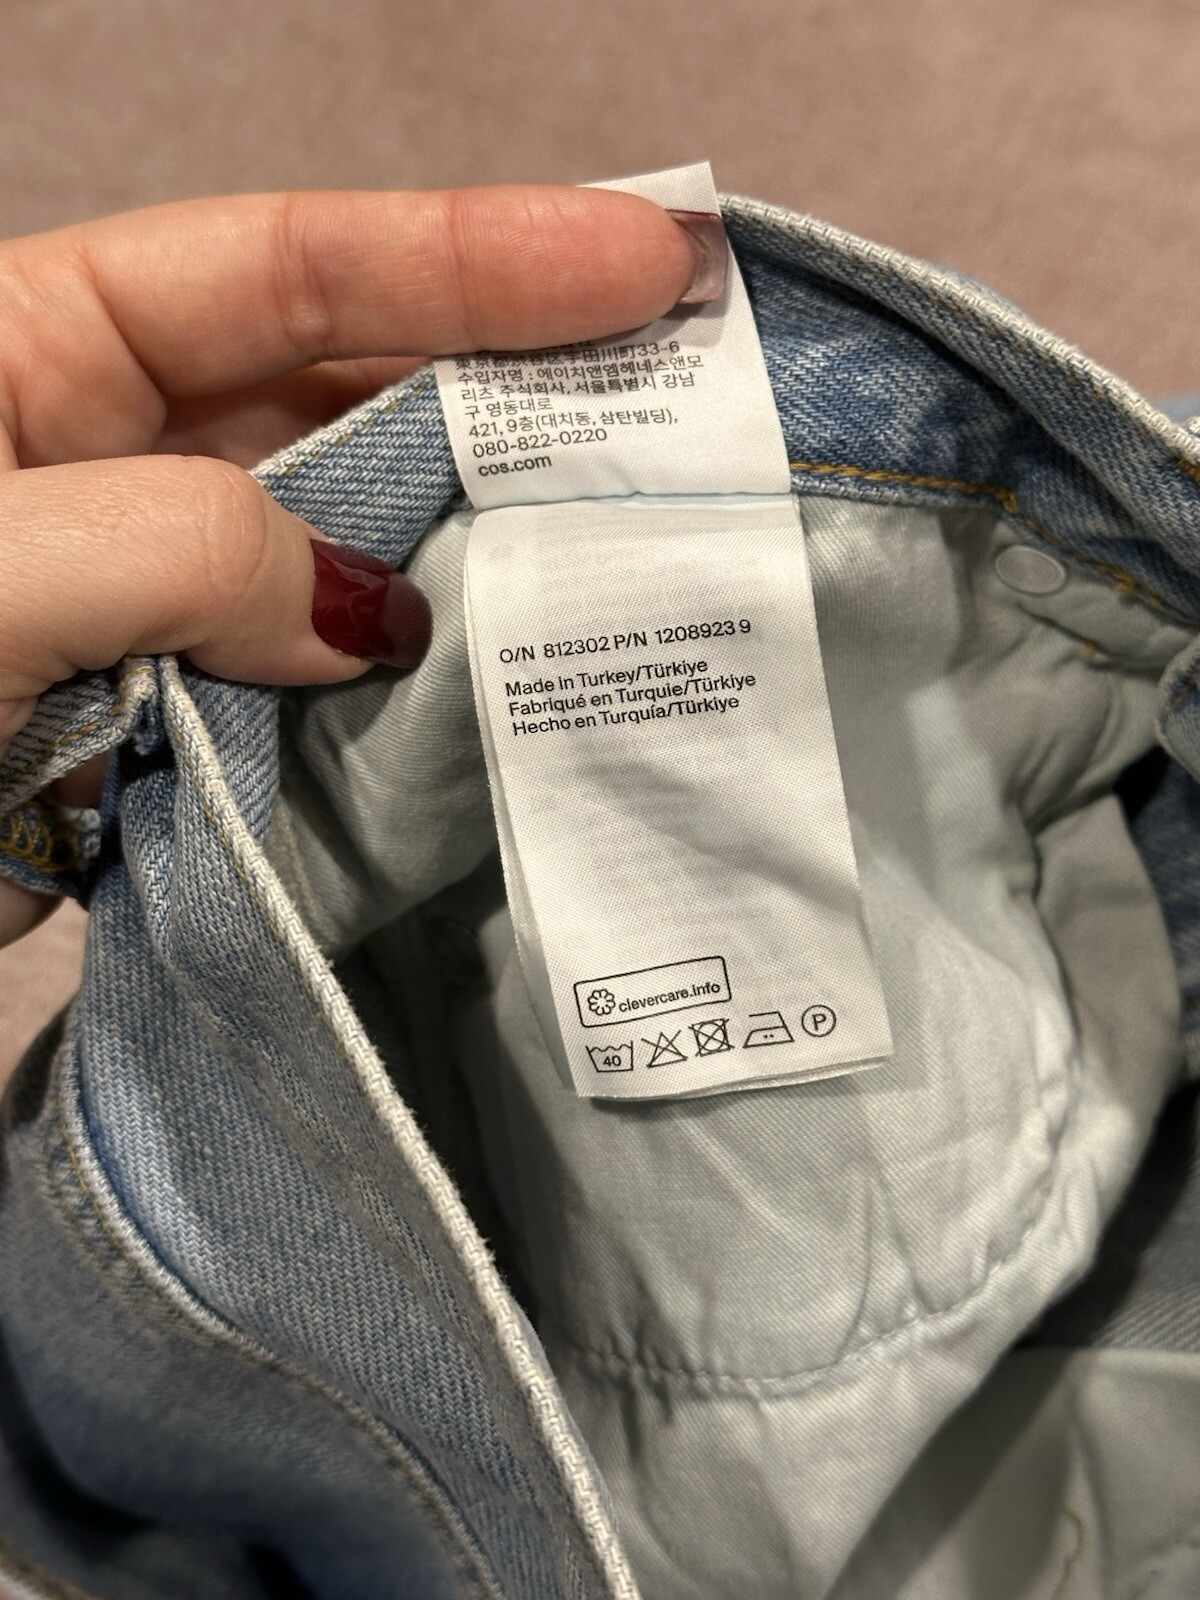 東京都渋谷区宇田川町33-6
수입자명 : 에이치앤엠헤네스앤모
리츠 주식회사, 서울특별시 강남
구 영동대로
421, 9층(대치동, 삼탄빌딩),
080-822-0220
cos.com
O/N 812302 P/N 1208923 9
Made in Turkey/Türkiye
Fabriqué en Turquie/Türkiye
Hecho en Turquía/Türkiye
clevercare.info
40 P